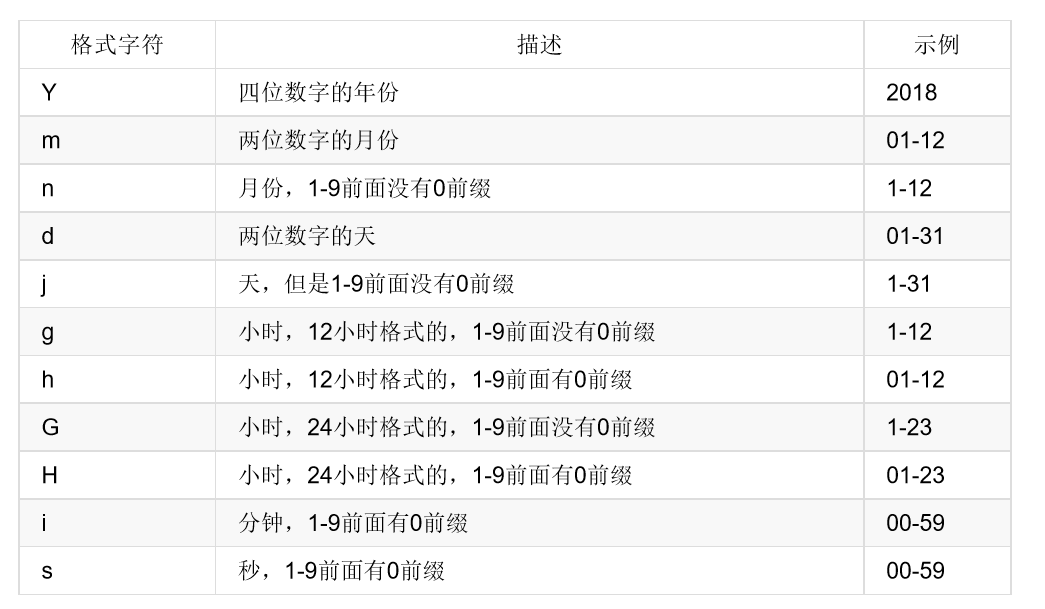 格式字符 描述 示例
Y 四位数字的年份 2018
m 两位数字的月份 01-12
n 月份，1-9前面没有0前缀 1-12
d 两位数字的天 01-31
j 天，但是1-9前面没有0前缀 1-31
g 小时，12小时格式的，1-9前面没有0前缀 1-12
h 小时，12小时格式的，1-9前面有0前缀 01-12
G 小时，24小时格式的，1-9前面没有0前缀 1-23
H 小时，24小时格式的，1-9前面有0前缀 01-23
i 分钟，1-9前面有0前缀 00-59
s 秒，1-9前面有0前缀 00-59